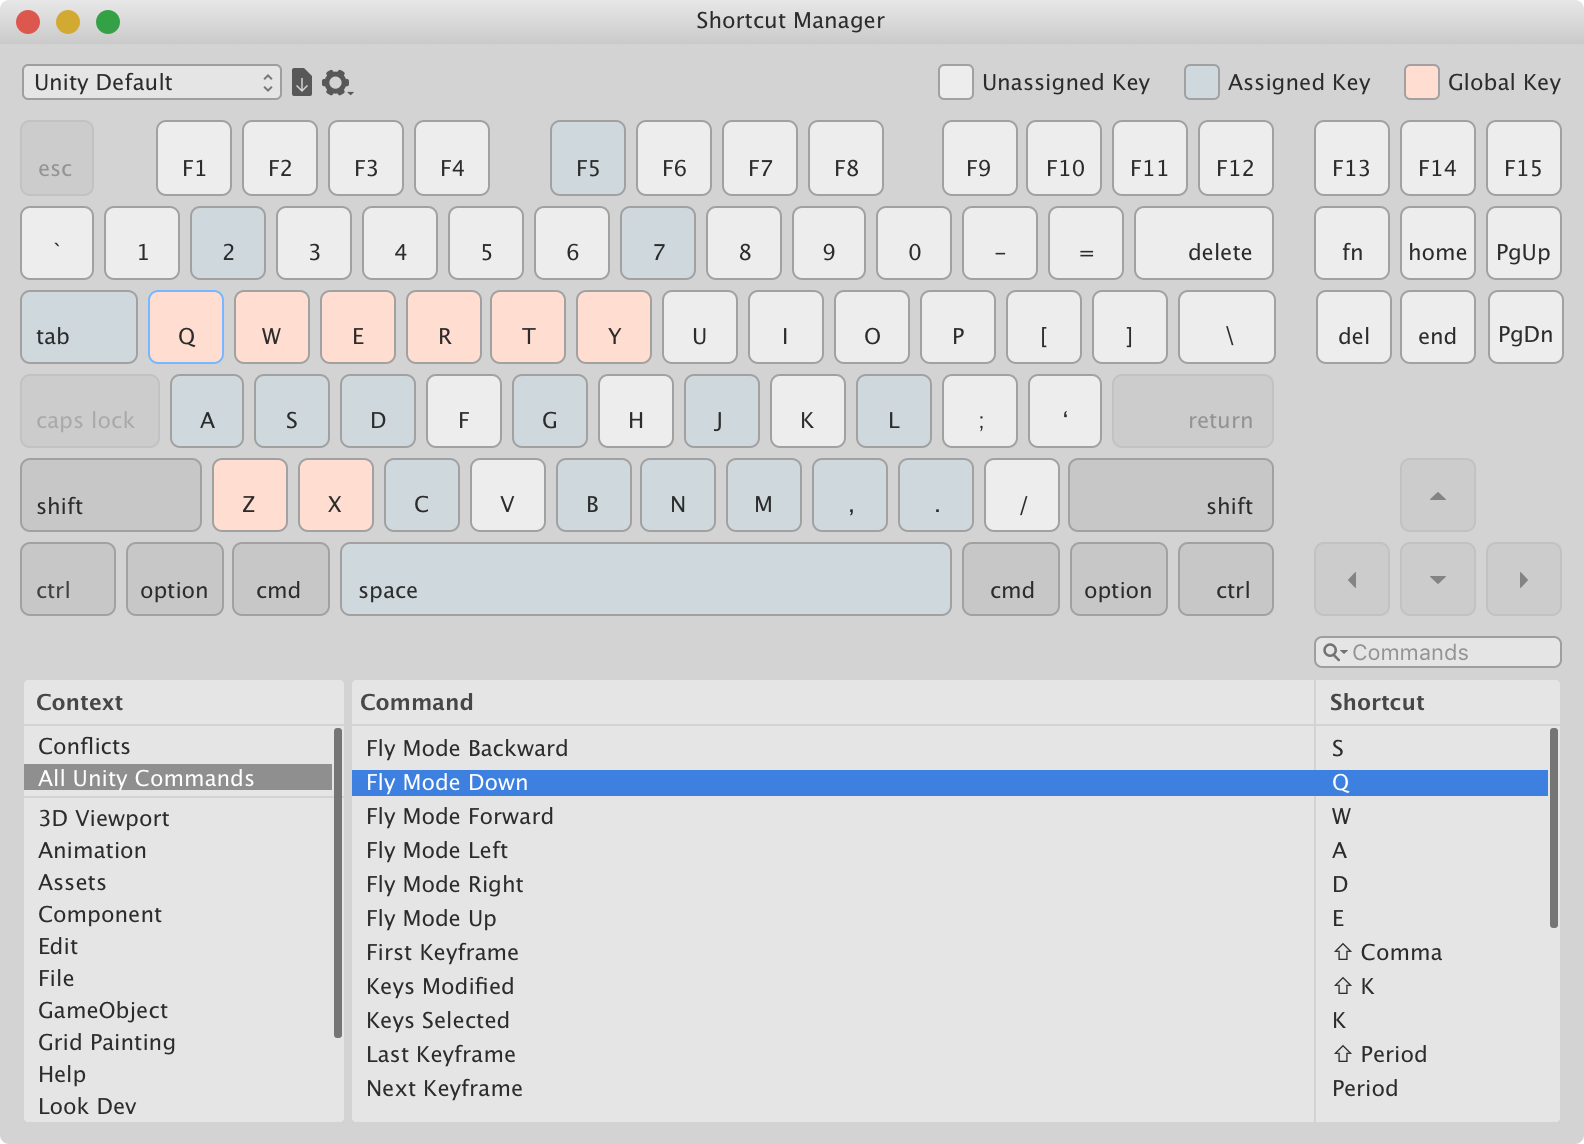 Shortcut Manager
Unity Default Unassigned Key Assigned Key Global Key
esc F1 F2 F3 F4 F5 F6 F7 F8 F9 F10 F11 F12 F13 F14 F15
` 1 2 3 4 5 6 7 8 9 0 – = delete fn home PgUp
tab Q W E R T Y U I O P [ ] \ del end PgDn
caps lock A S D F G H J K L ; ‘ return
shift Z X C V B N M , . / shift
ctrl option cmd space cmd option ctrl
Commands
Context Command Shortcut
Conflicts Fly Mode Backward S
All Unity Commands Fly Mode Down Q
3D Viewport Fly Mode Forward W
Animation Fly Mode Left A
Assets Fly Mode Right D
Component Fly Mode Up E
Edit First Keyframe ⇧ Comma
File Keys Modified ⇧ K
GameObject Keys Selected K
Grid Painting Last Keyframe ⇧ Period
Help Next Keyframe Period
Look Dev